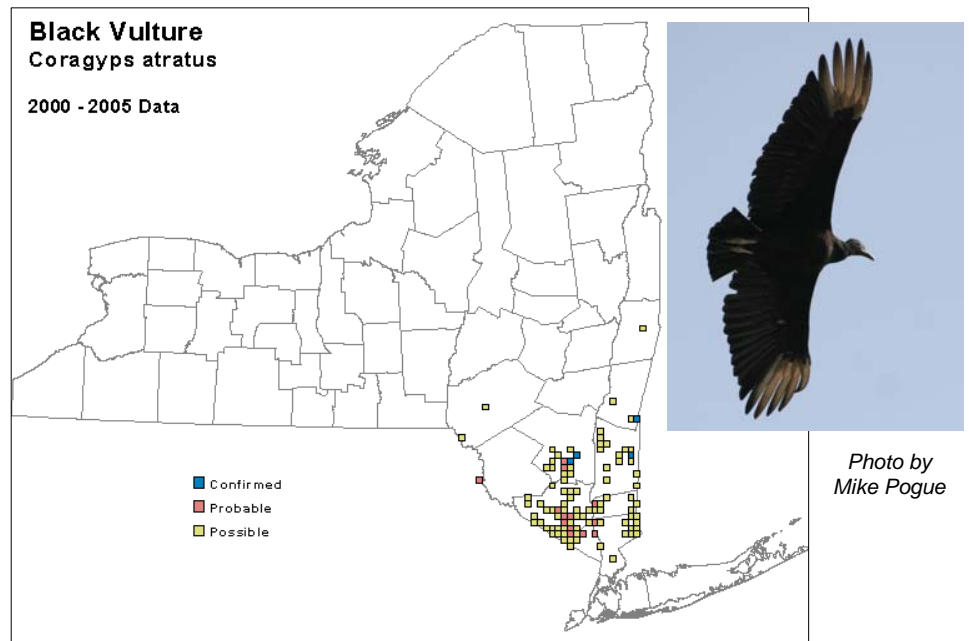 Black Vulture
Coragyps atratus
2000 - 2005 Data
Confirmed
Probable
Possible
Photo by
Mike Pogue